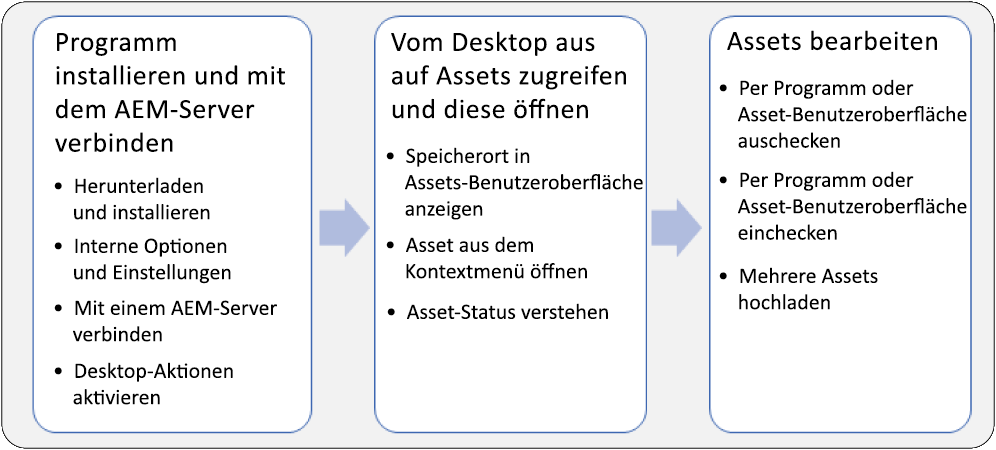 Programm
installieren und mit
dem AEM-Server
verbinden
• Herunterladen
und installieren
• Interne Optionen
und Einstellungen
• Mit einem AEM-Server
verbinden
• Desktop-Aktionen
aktivieren
Vom Desktop aus
auf Assets zugreifen
und diese öffnen
• Speicherort in
Assets-Benutzeroberfläche
anzeigen
• Asset aus dem
Kontextmenü öffnen
• Asset-Status verstehen
Assets bearbeiten
• Per Programm oder
Asset-Benutzeroberfläche
auschecken
• Per Programm oder
Asset-Benutzeroberfläche
einchecken
• Mehrere Assets
hochladen